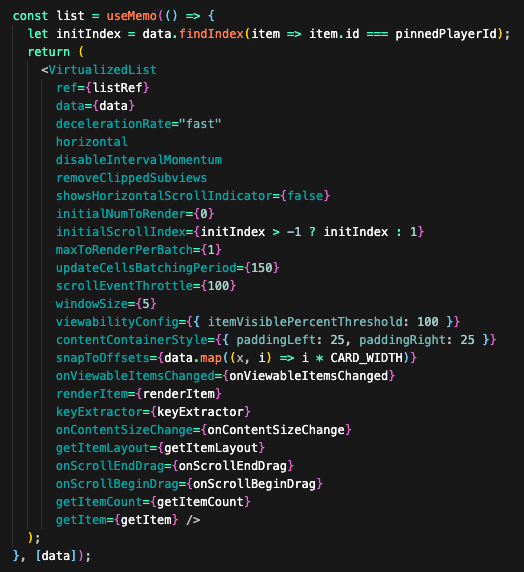 const list = useMemo(() => {
let initIndex = data.findIndex(item => item.id === pinnedPlayerId);
return (
<VirtualizedList
ref={listRef}
data={data}
decelerationRate="fast"
horizontal
disableIntervalMomentum
removeClippedSubviews
showsHorizontalScrollIndicator={false}
initialNumToRender={0}
initialScrollIndex={initIndex > -1 ? initIndex : 1}
maxToRenderPerBatch={1}
updateCellsBatchingPeriod={150}
scrollEventThrottle={100}
windowSize={5}
viewabilityConfig={{ itemVisiblePercentThreshold: 100 }}
contentContainerStyle={{ paddingLeft: 25, paddingRight: 25 }}
snapToOffsets={data.map((x, i) => i * CARD_WIDTH)}
onViewableItemsChanged={onViewableItemsChanged}
renderItem={renderItem}
keyExtractor={keyExtractor}
onContentSizeChange={onContentSizeChange}
getItemLayout={getItemLayout}
onScrollEndDrag={onScrollEndDrag}
onScrollBeginDrag={onScrollBeginDrag}
getItemCount={getItemCount}
getItem={getItem} />
);
}, [data]);